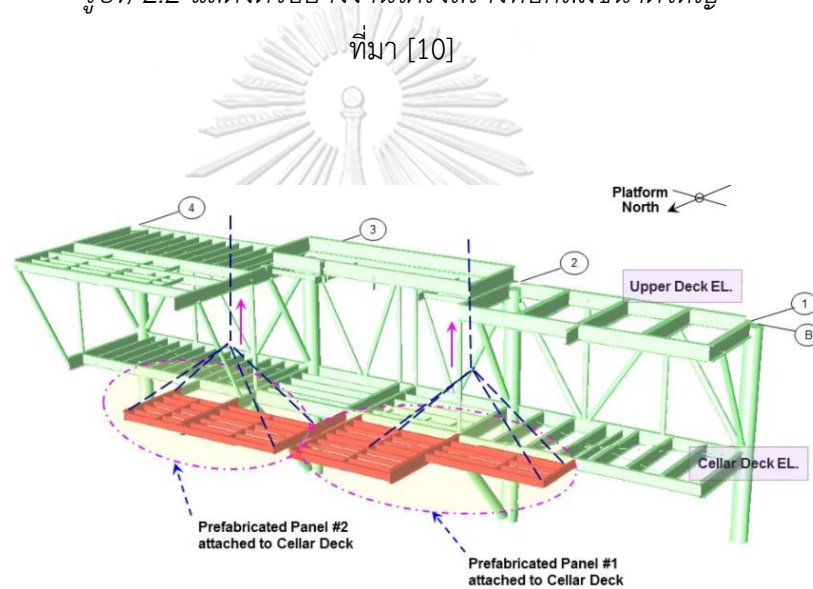 ที่มา [10]
Platform
North
4
3
2
Upper Deck EL.
1
B
Cellar Deck EL.
Prefabricated Panel #2
attached to Cellar Deck
Prefabricated Panel #1
attached to Cellar Deck